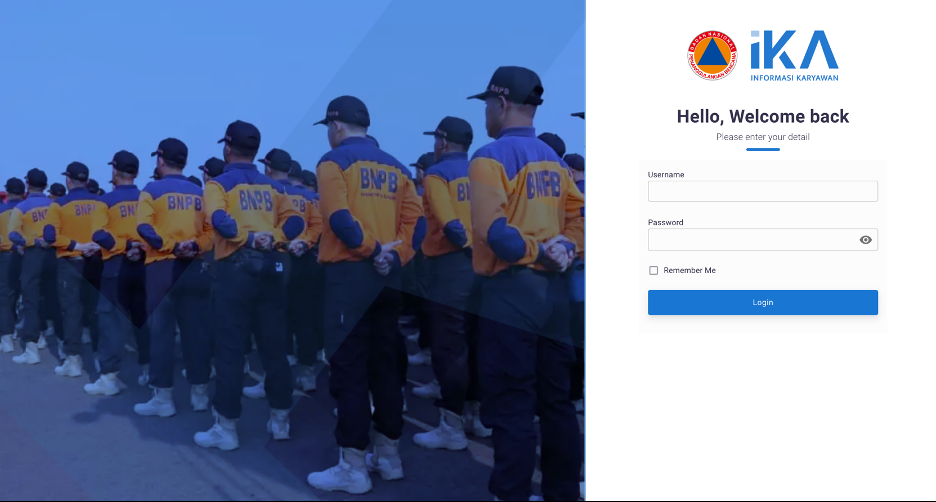 BNPB
BNPB
BNPB
BNPB
BADAN NASIONAL
PENANGGULANGAN BENCANA
iKA
INFORMASI KARYAWAN
Hello, Welcome back
Please enter your detail
Username
Password
Remember Me
Login